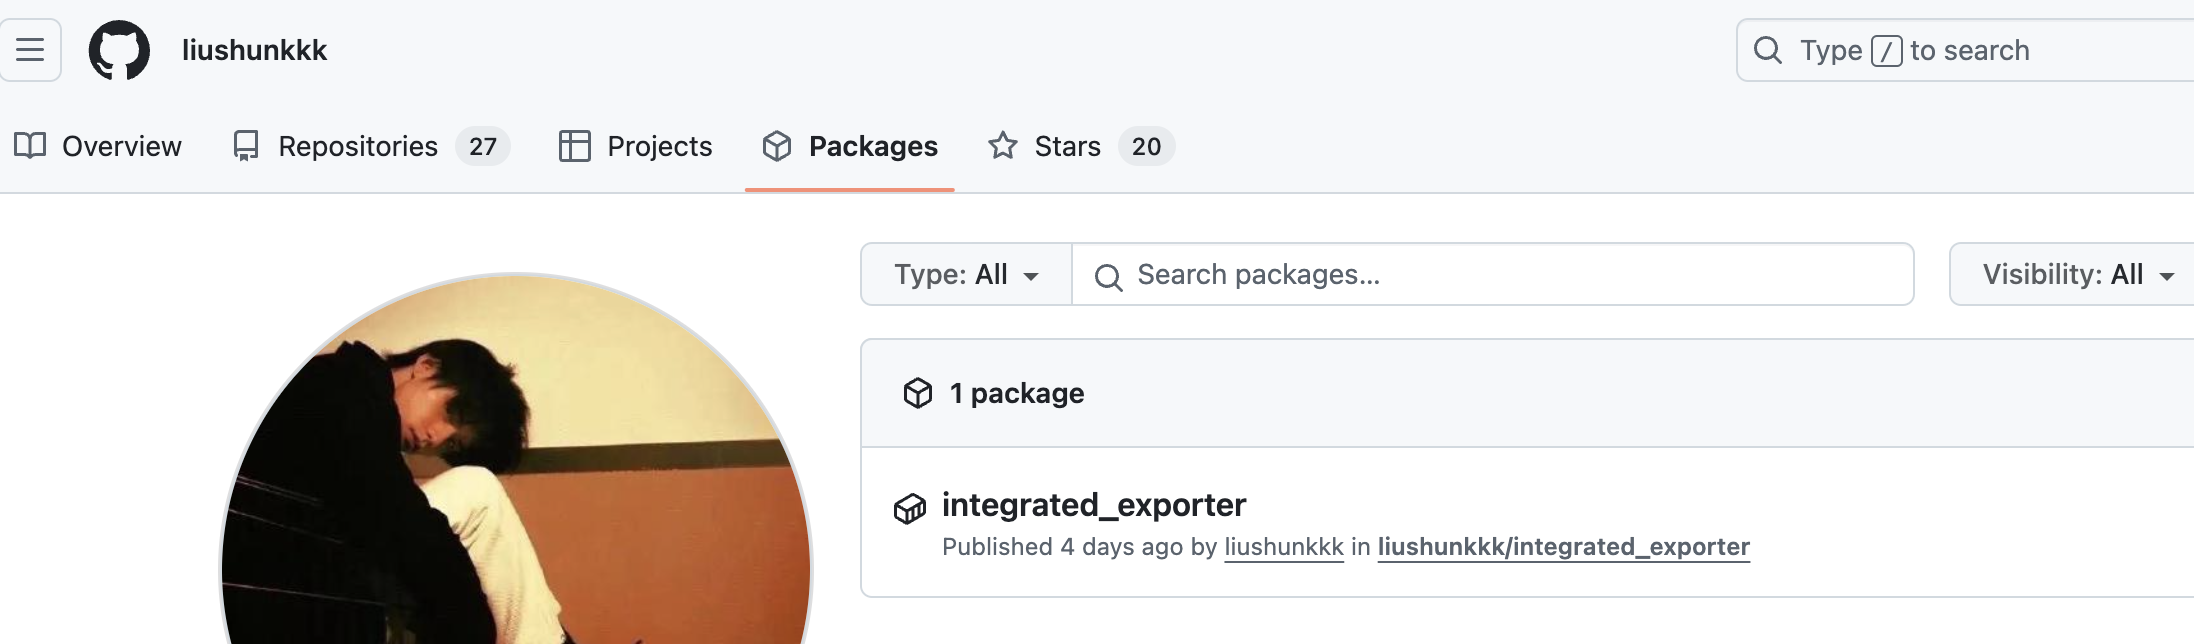 liushunkkk
Type / to search
Overview Repositories 27 Projects Packages Stars 20
Type: All Search packages... Visibility: All
1 package
integrated_exporter
Published 4 days ago by liushunkkk in liushunkkk/integrated_exporter